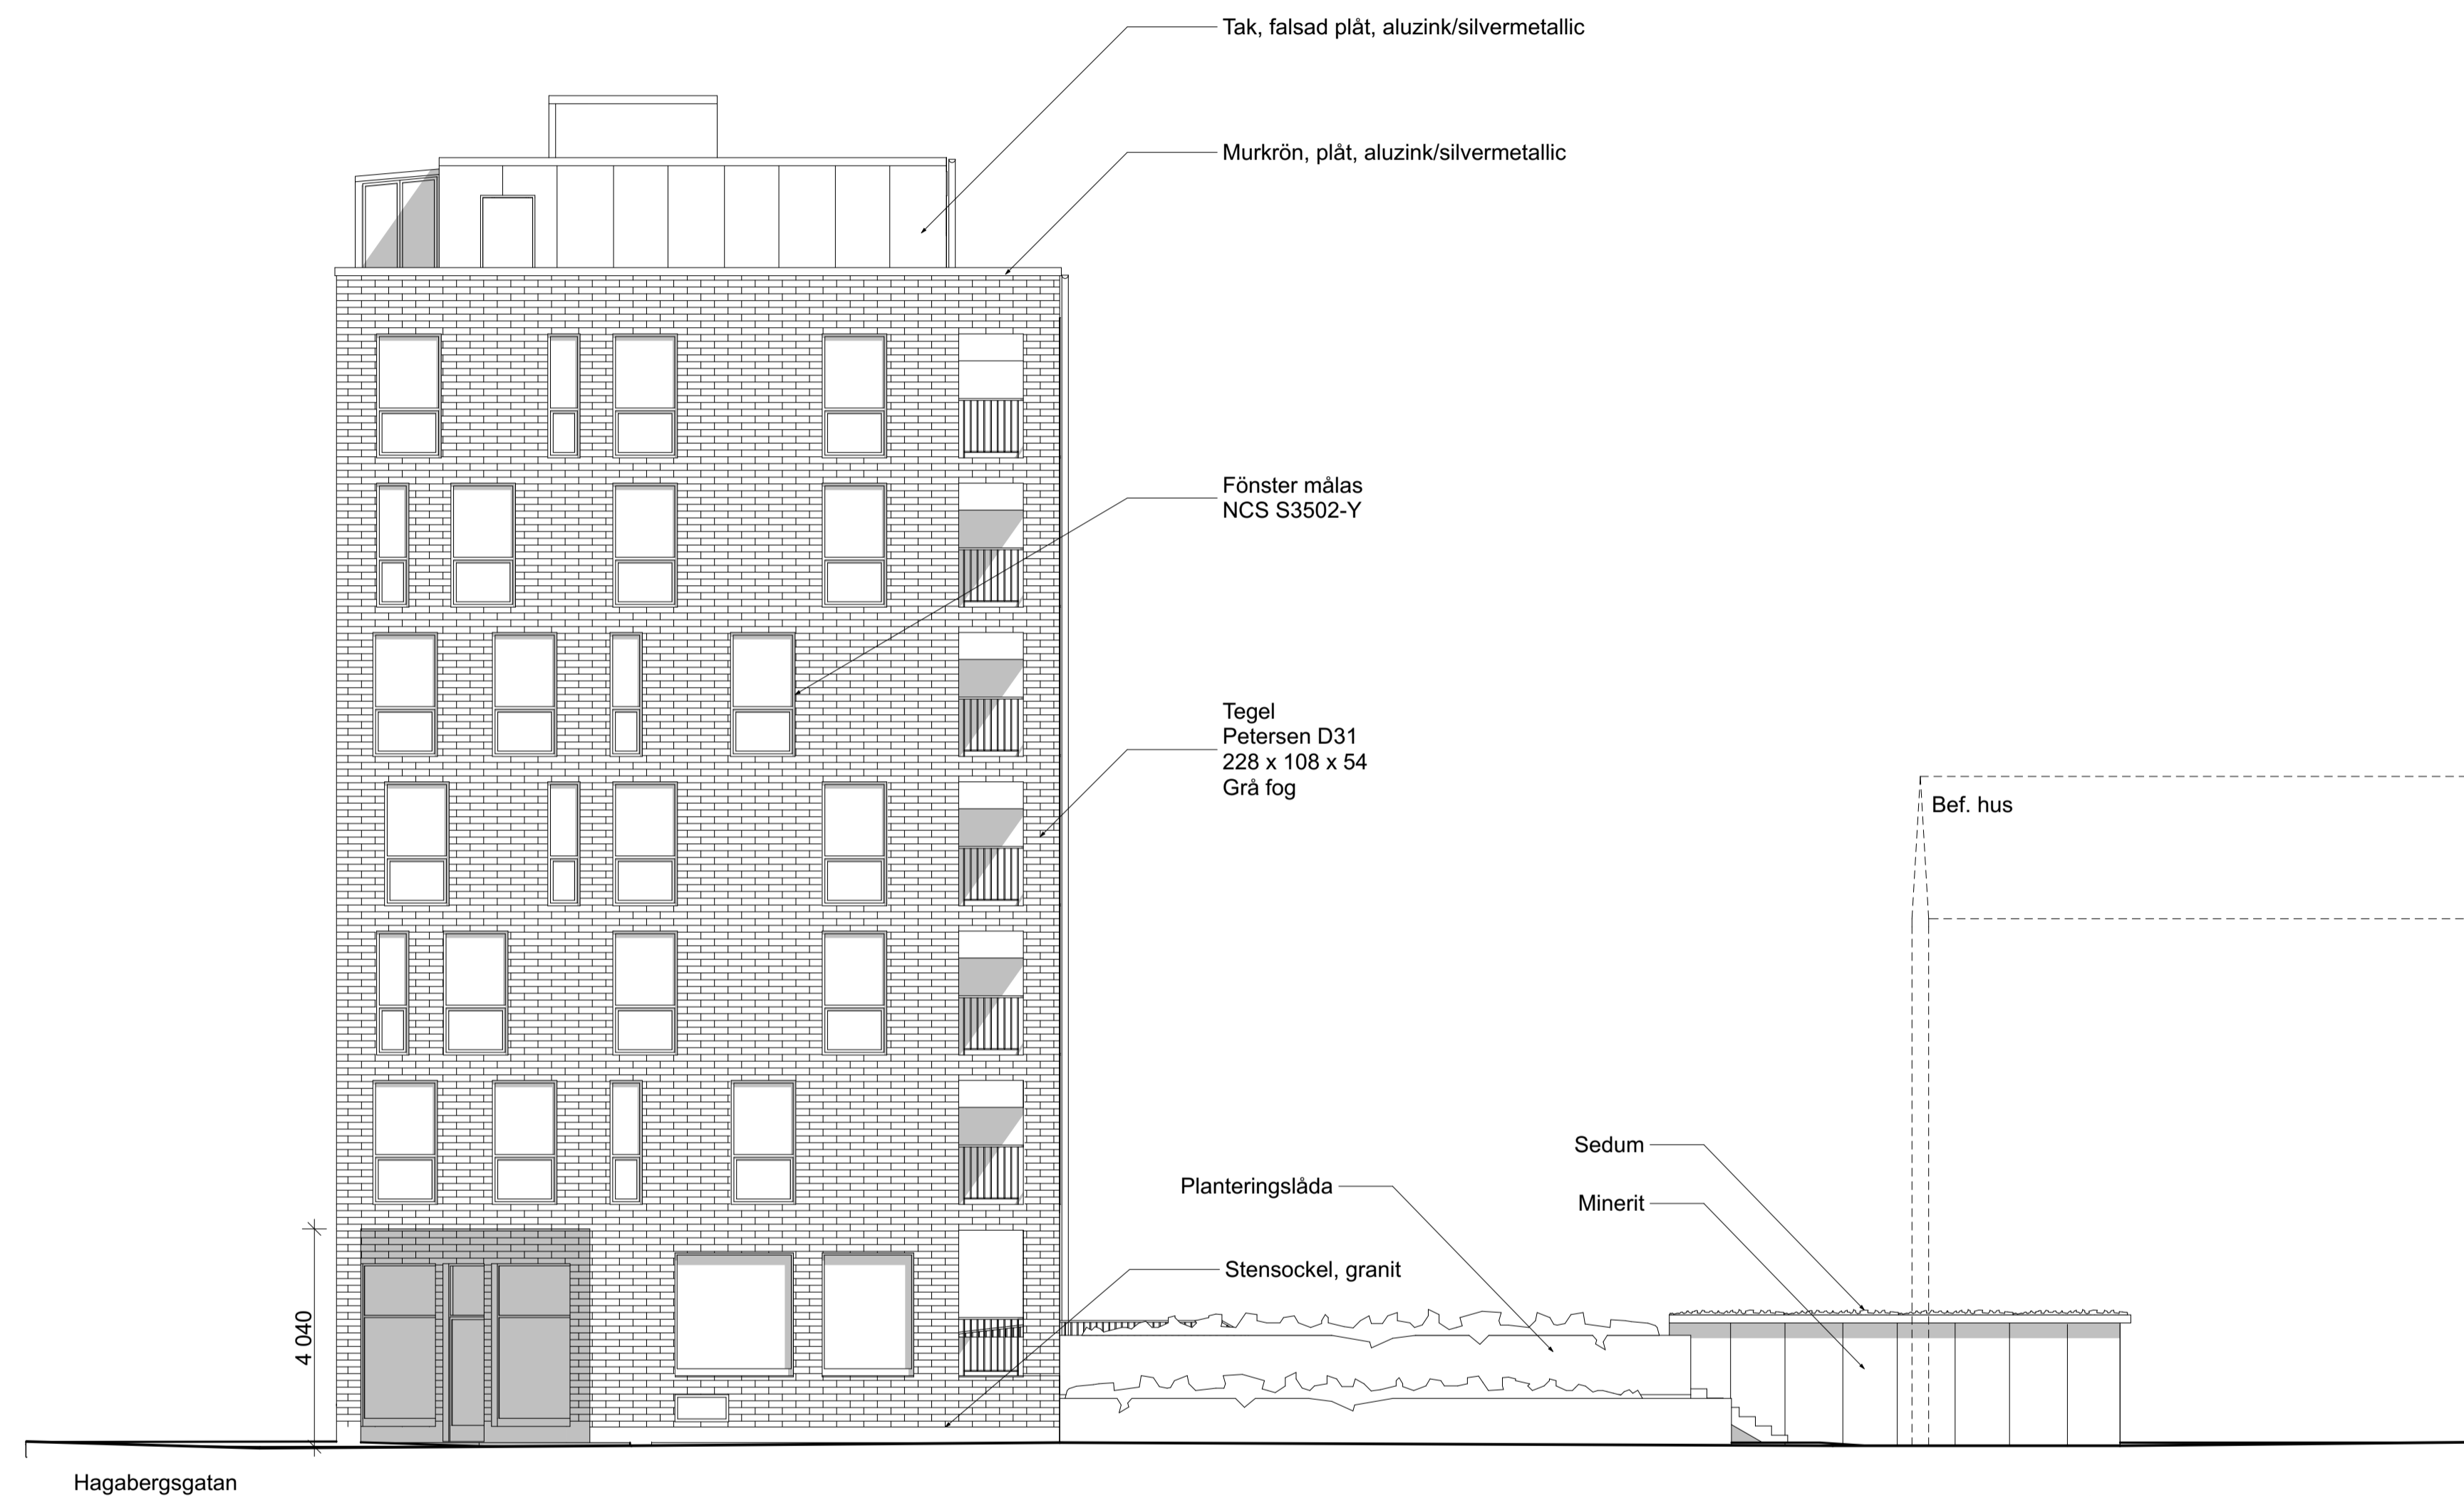 Tak, falsad plåt, aluzink/silvermetallic
Murkrön, plåt, aluzink/silvermetallic
Fönster målas
NCS S3502-Y
Tegel
Petersen D31
228 x 108 x 54
Grå fog
Bef. hus
Sedum
Planteringslåda
Minerit
Stensockel, granit
4 040
Hagabergsgatan